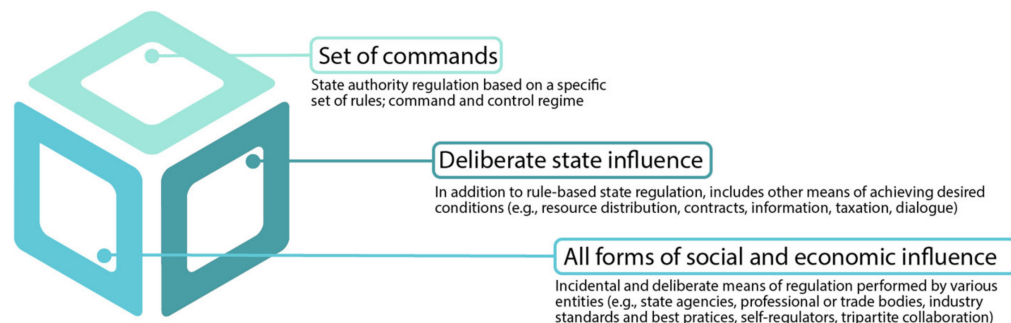 Set of commands
State authority regulation based on a specific
set of rules; command and control regime
Deliberate state influence
In addition to rule-based state regulation, includes other means of achieving desired
conditions (e.g., resource distribution, contracts, information, taxation, dialogue)
All forms of social and economic influence
Incidental and deliberate means of regulation performed by various
entities (e.g., state agencies, professional or trade bodies, industry
standards and best pratices, self-regulators, tripartite collaboration)